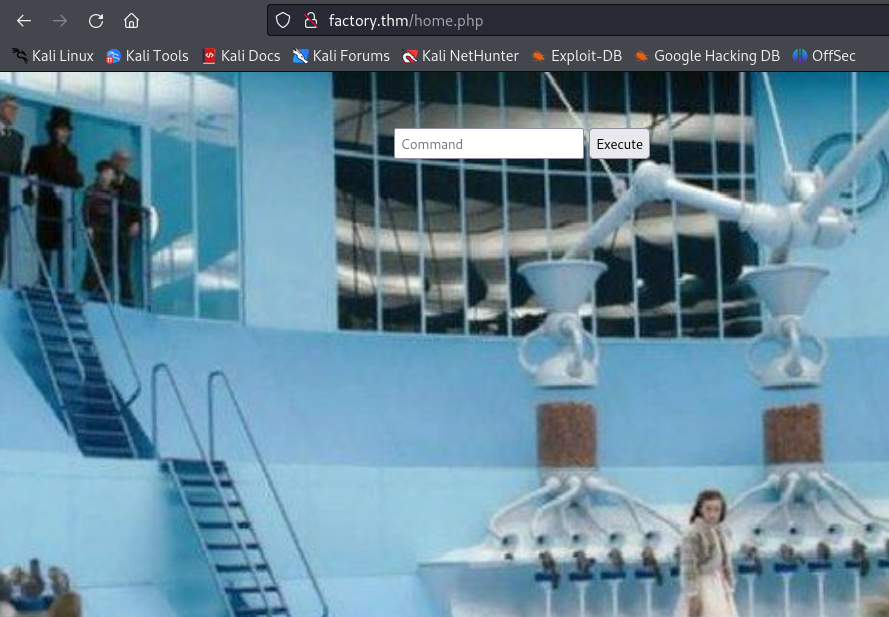 factory.thm/home.php
Kali Linux Kali Tools Kali Docs Kali Forums Kali NetHunter Exploit-DB Google Hacking DB OffSec
Command Execute